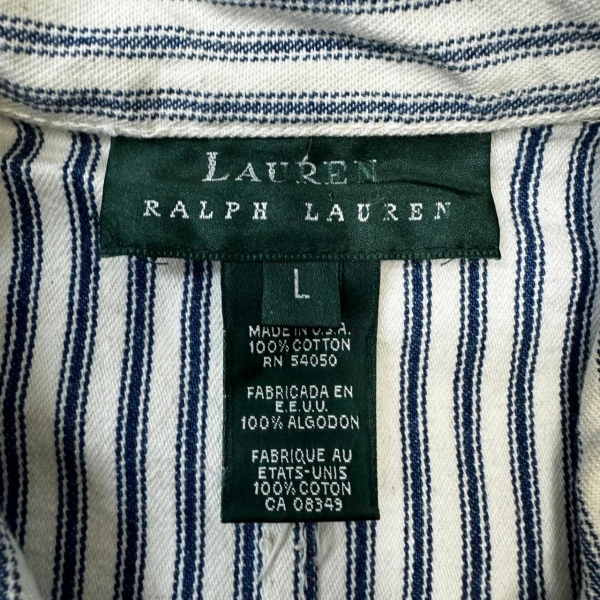 LAUREN
RALPH LAUREN
L
MADE IN U.S.A.
100% COTTON
RN 54050
FABRICADA EN
E.E.U.U.
100% ALGODON
FABRIQUE AU
ETATS-UNIS
100% COTON
CA 08349